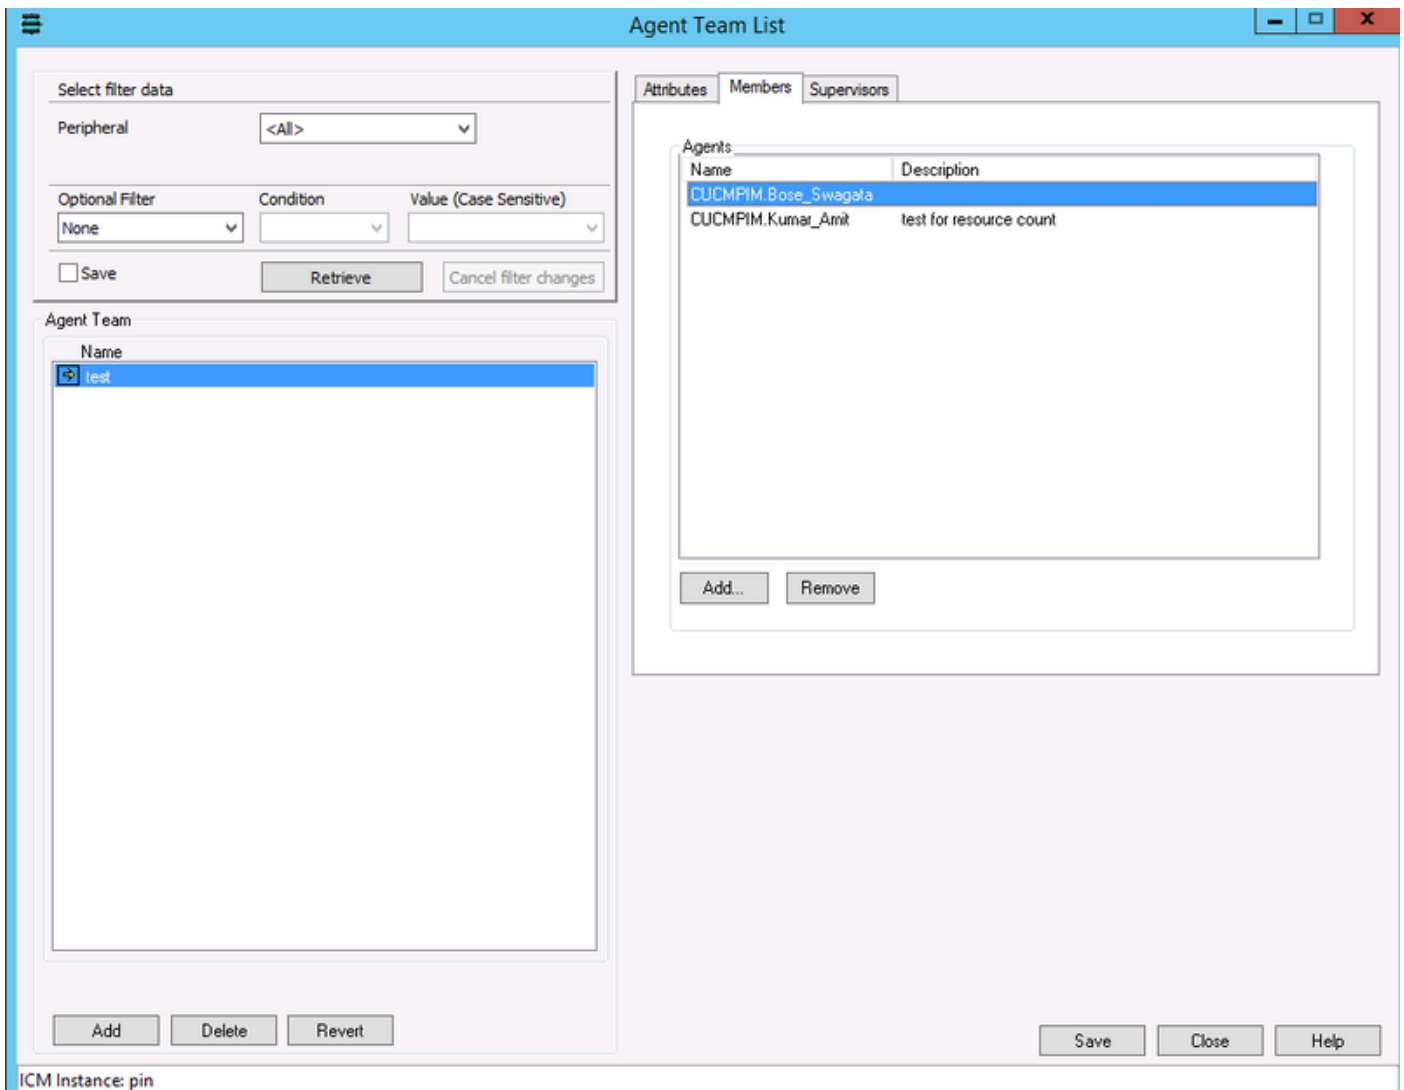 Agent Team List
Select filter data
Peripheral <All>
Optional Filter Condition Value (Case Sensitive)
None
Save Retrieve Cancel filter changes
Agent Team
Name
test
Add Delete Revert
Attributes Members Supervisors
Agents
Name Description
CUCMPIM.Bose_Swagata
CUCMPIM.Kumar_Amit test for resource count
Add... Remove
Save Close Help
ICM Instance: pin